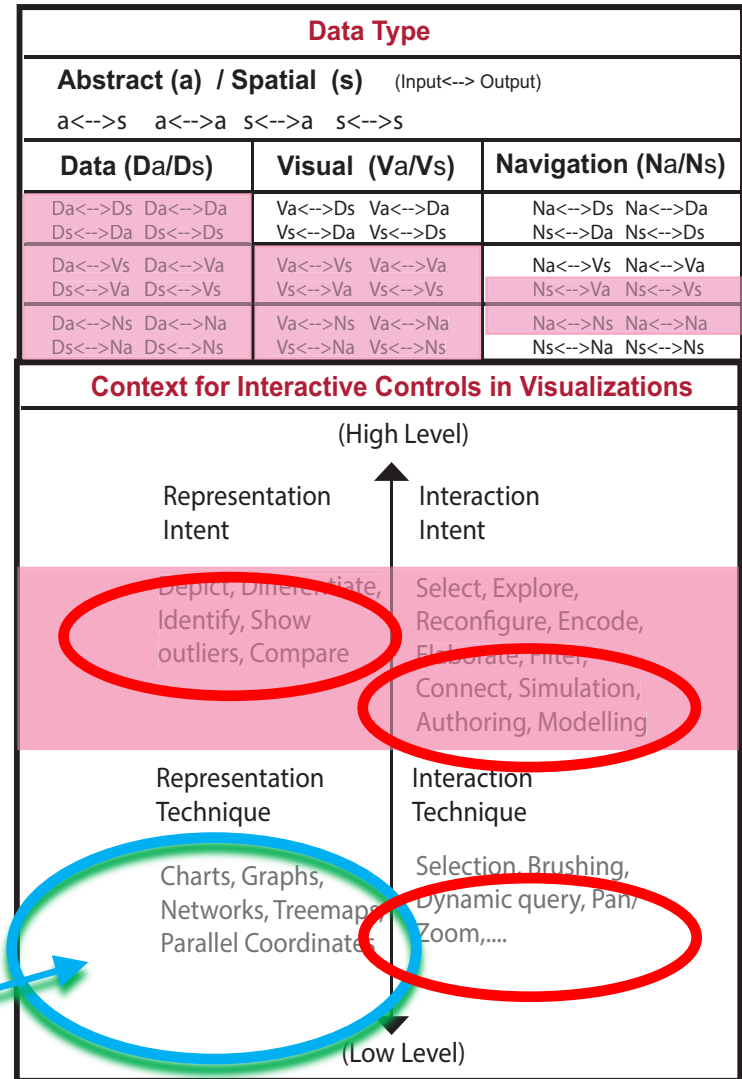 Data Type
Abstract (a) / Spatial (s) (Input<--> Output)
a<-->s a<-->a s<-->a s<-->s
Data (Da/Ds) Visual (Va/Vs) Navigation (Na/Ns)
Da<-->Ds Da<-->Da Va<-->Ds Va<-->Da Na<-->Ds Na<-->Da
Ds<-->Da Ds<-->Ds Vs<-->Da Vs<-->Ds Ns<-->Da Ns<-->Ds
Da<-->Vs Da<-->Va Va<-->Vs Va<-->Va Na<-->Vs Na<-->Va
Ds<-->Va Ds<-->Vs Vs<-->Va Vs<-->Vs Ns<-->Va Ns<-->Vs
Da<-->Ns Da<-->Na Va<-->Ns Va<-->Na Na<-->Ns Na<-->Na
Ds<-->Na Ds<-->Ns Vs<-->Na Vs<-->Ns Ns<-->Na Ns<-->Ns
Context for Interactive Controls in Visualizations
(High Level)
Representation
Intent
Interaction
Intent
Depict, Differentiate,
Identify, Show
outliers, Compare
Select, Explore,
Reconfigure, Encode,
Elaborate, Filter,
Connect, Simulation,
Authoring, Modelling
Representation
Technique
Interaction
Technique
Charts, Graphs,
Networks, Treemaps,
Parallel Coordinates
Selection, Brushing,
Dynamic query, Pan/
Zoom,....
(Low Level)